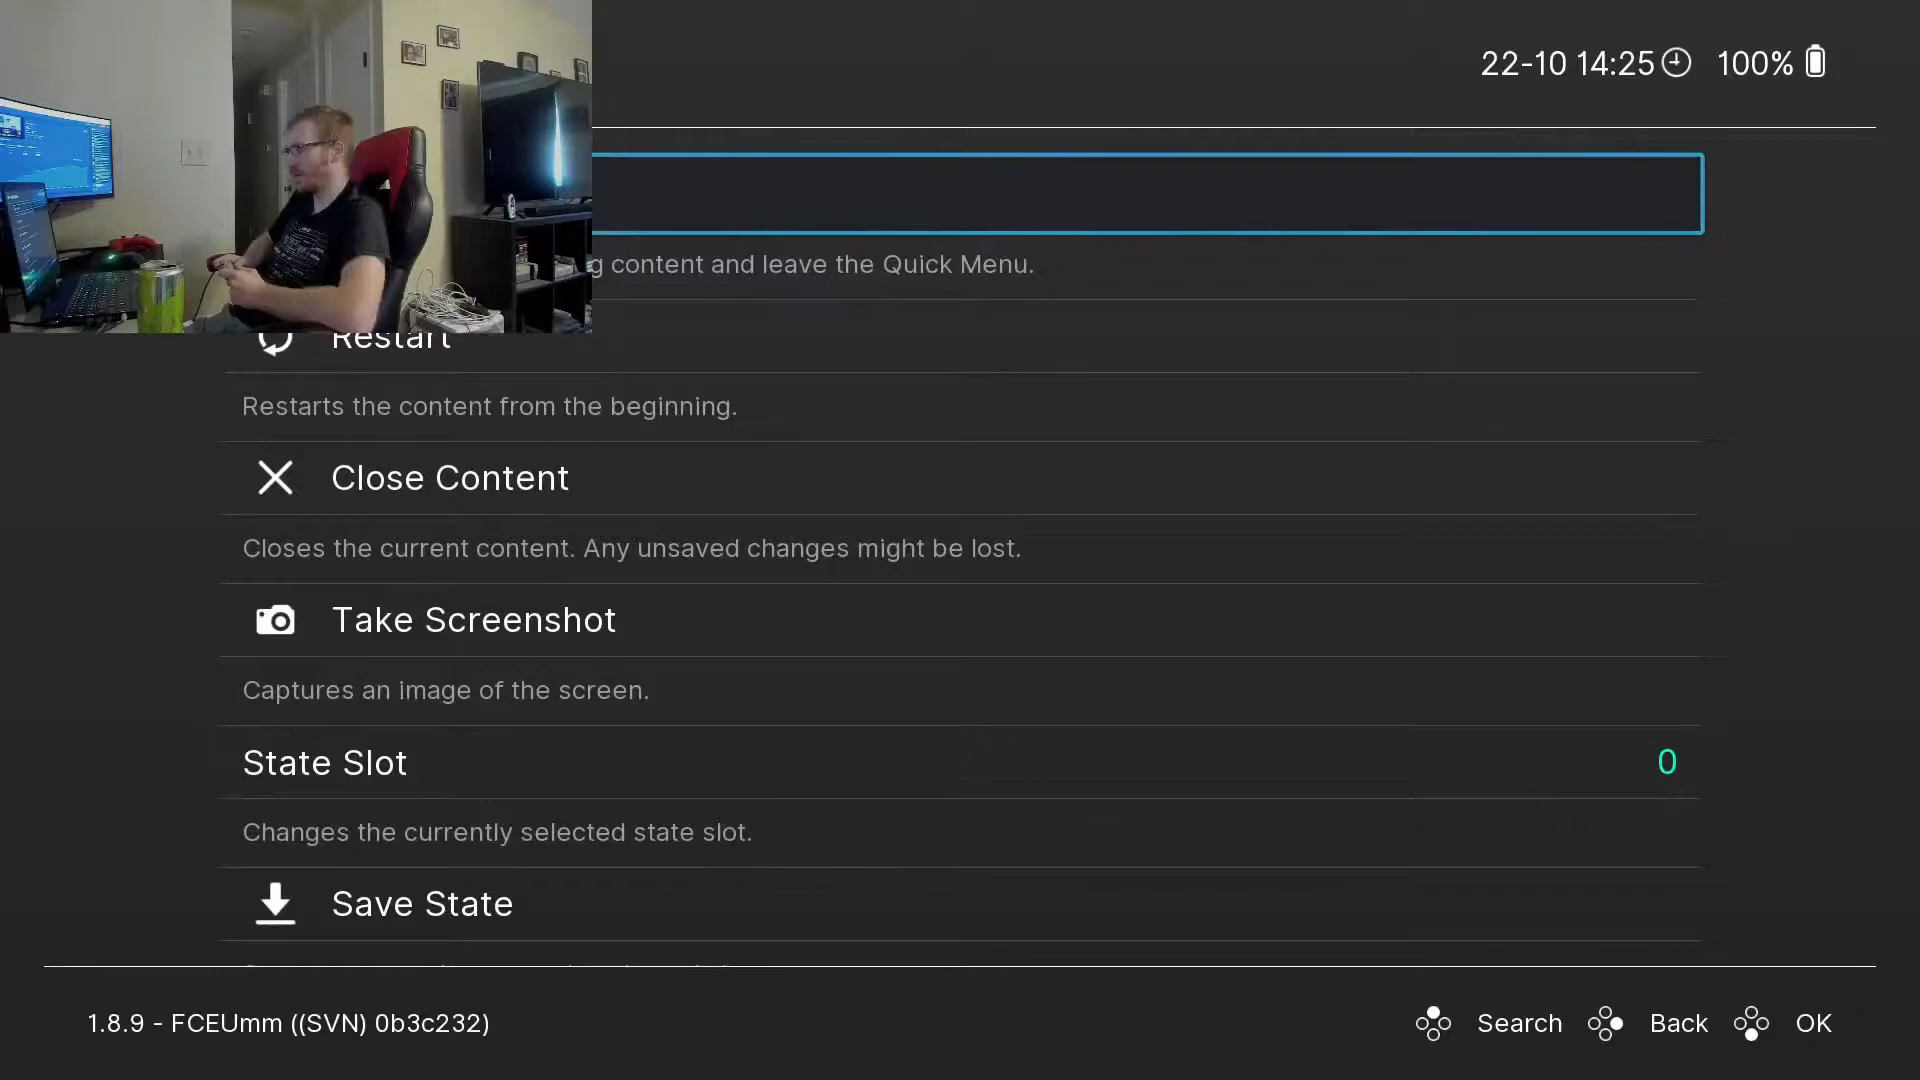 22-10 14:25 100%
g content and leave the Quick Menu.
Restart
Restarts the content from the beginning.
Close Content
Closes the current content. Any unsaved changes might be lost.
Take Screenshot
Captures an image of the screen.
State Slot 0
Changes the currently selected state slot.
Save State
1.8.9 - FCEUmm ((SVN) 0b3c232) Search Back OK